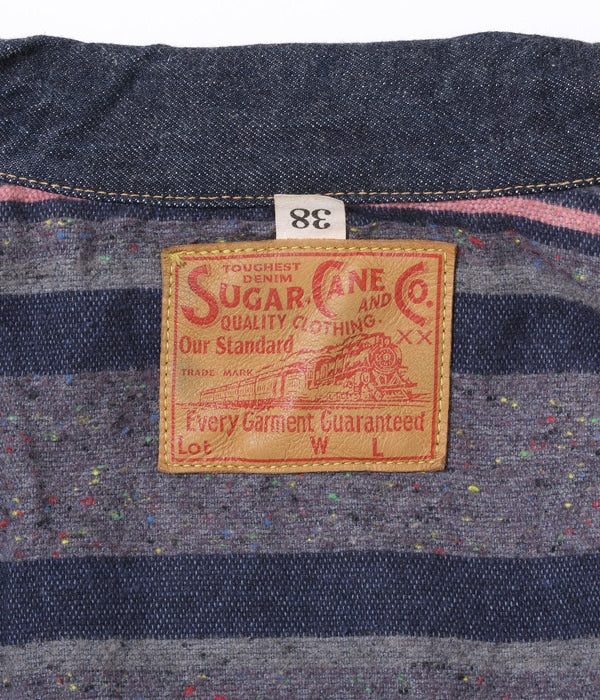 38
TOUGHEST
DENIM
SUGAR CANE AND CO.
QUALITY CLOTHING.
XX
Our Standard
TRADE MARK
Every Garment Guaranteed
Lot W L